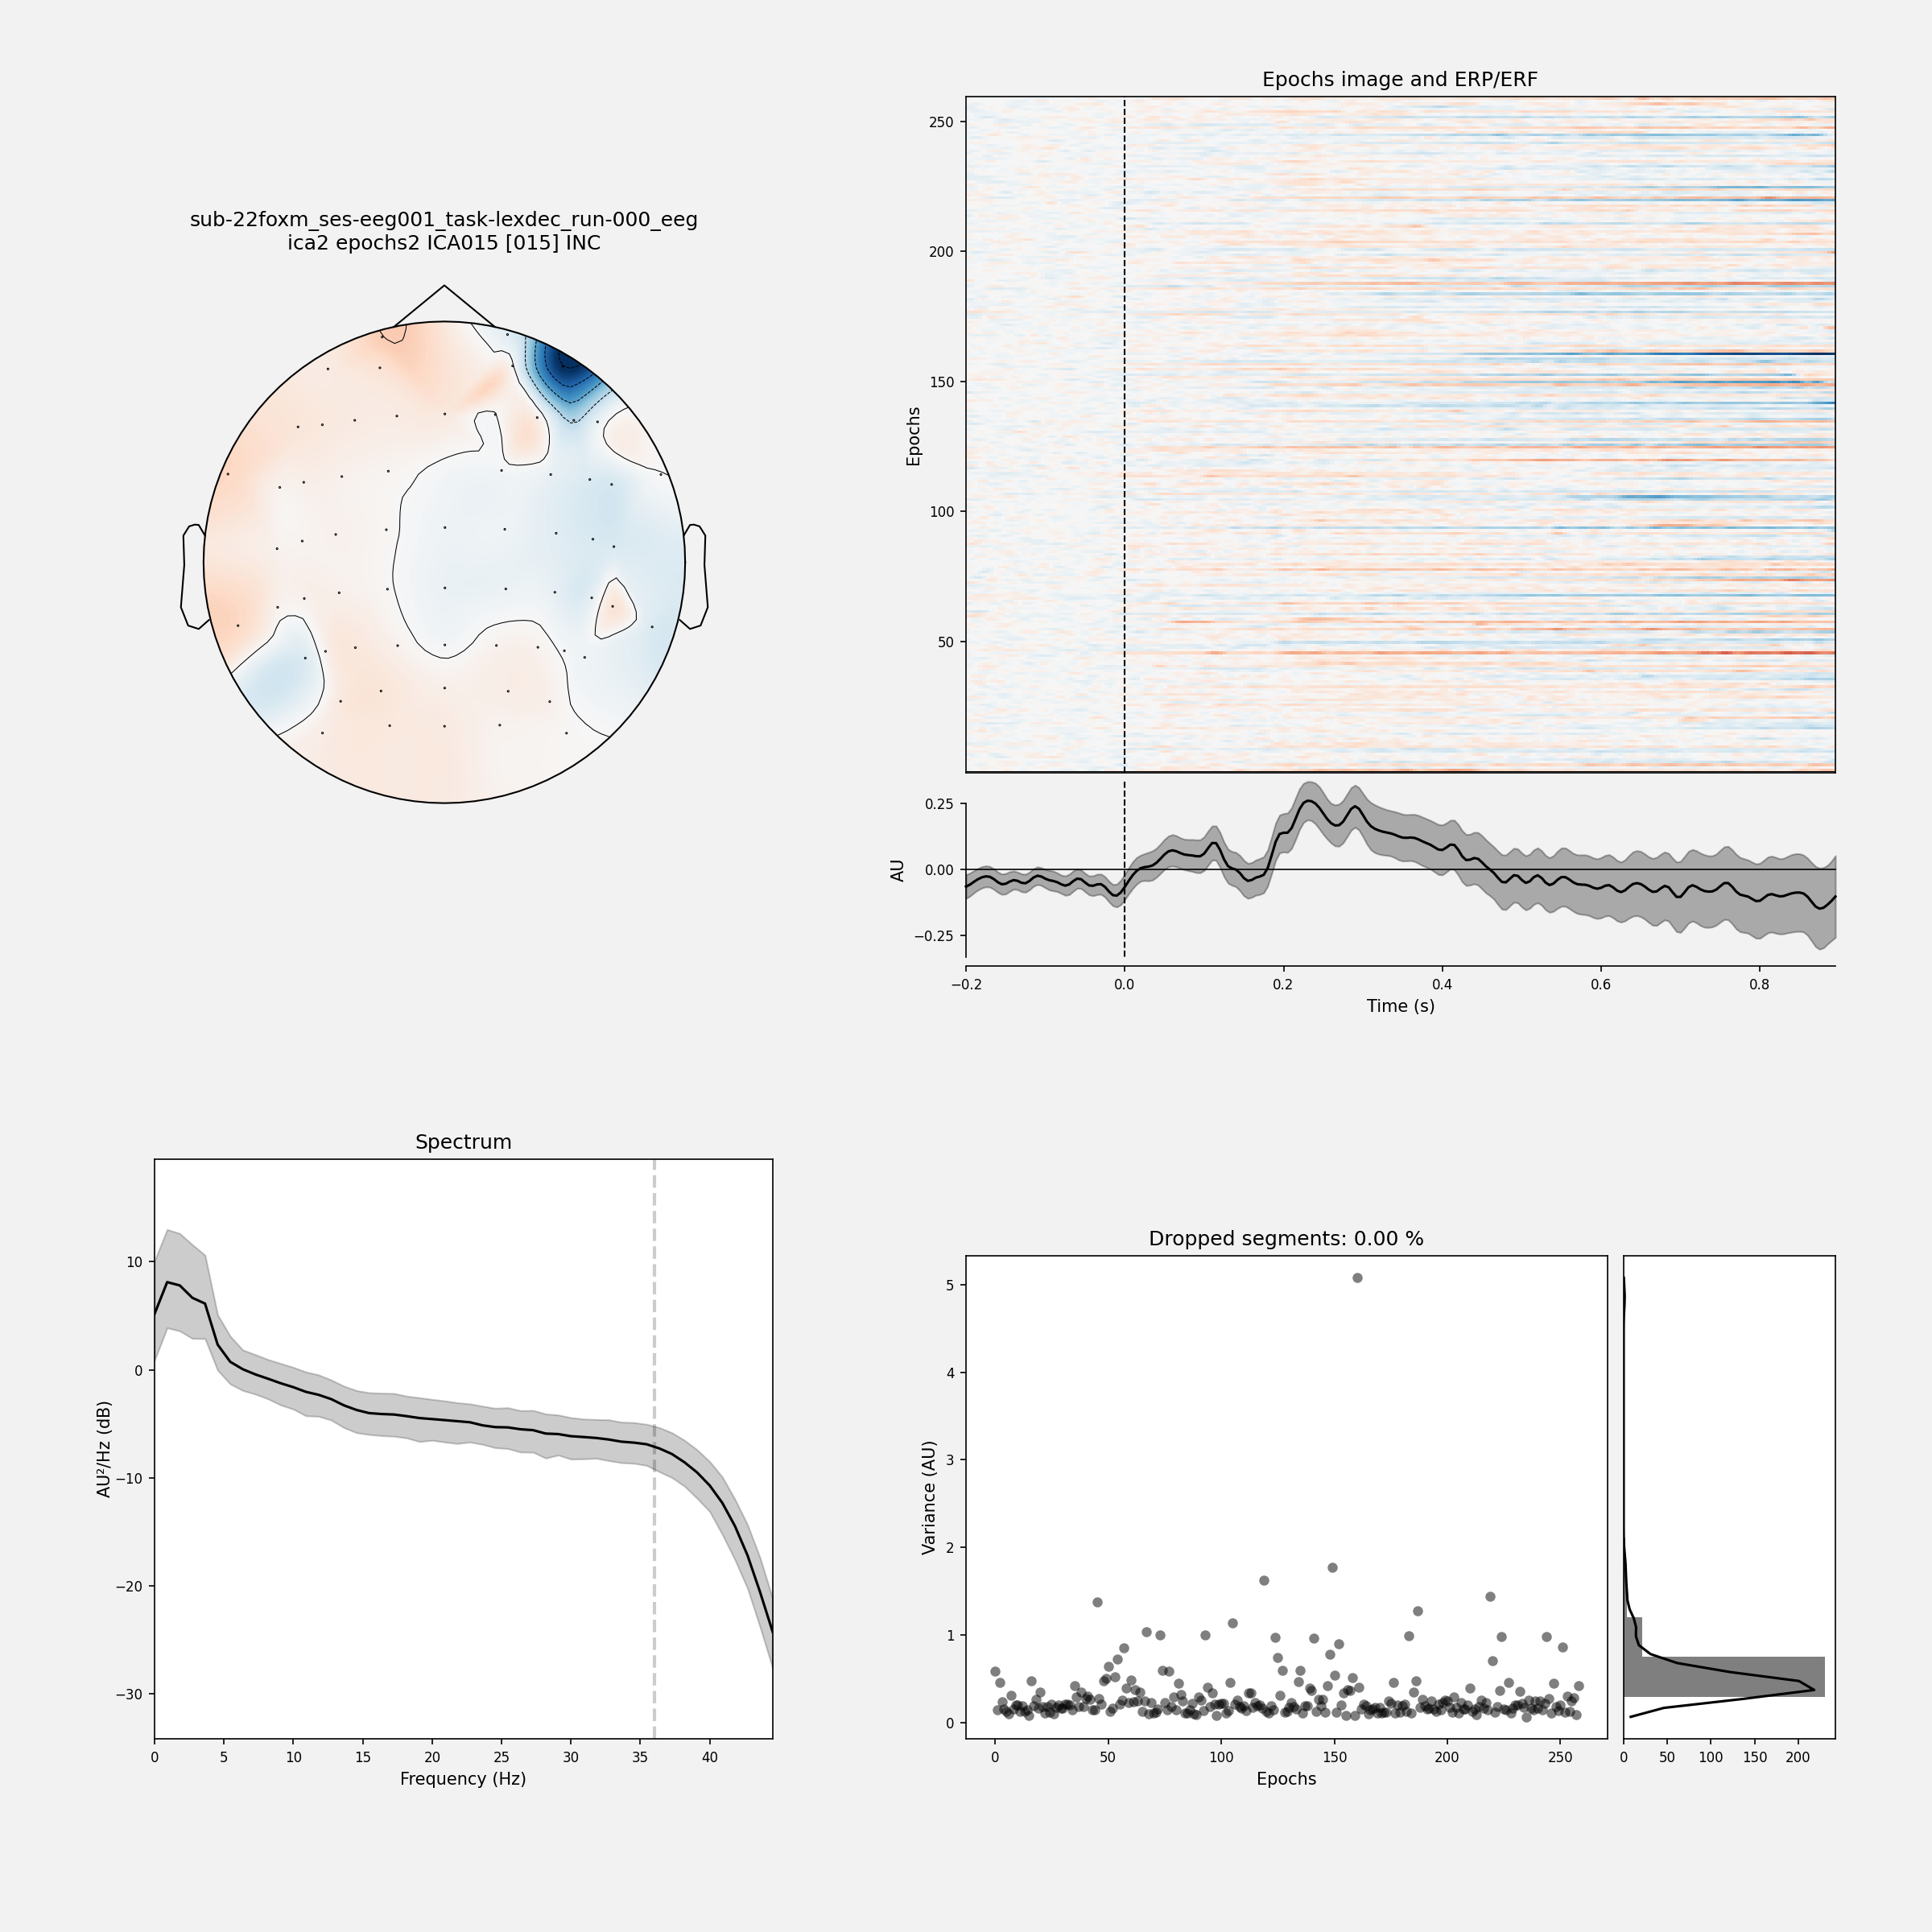 Epochs image and ERP/ERF
sub-22foxm_ses-eeg001_task-lexdec_run-000_eeg
ica2 epochs2 ICA015 [015] INC
Epochs
250
200
150
100
50
AU
0.25
0.00
−0.25
−0.2 0.0 0.2 0.4 0.6 0.8
Time (s)
Spectrum
AU²/Hz (dB)
10
0
−10
−20
−30
0 5 10 15 20 25 30 35 40
Frequency (Hz)
Dropped segments: 0.00 %
Variance (AU)
5
4
3
2
1
0
0 50 100 150 200 250
Epochs
0 50 100 150 200